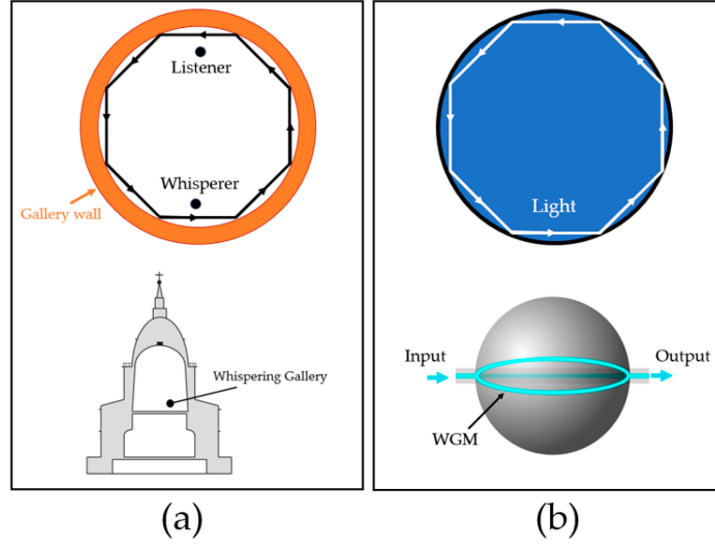 Listener
Whisperer
Gallery wall
Whispering Gallery
(a)
Light
Input
Output
WGM
(b)